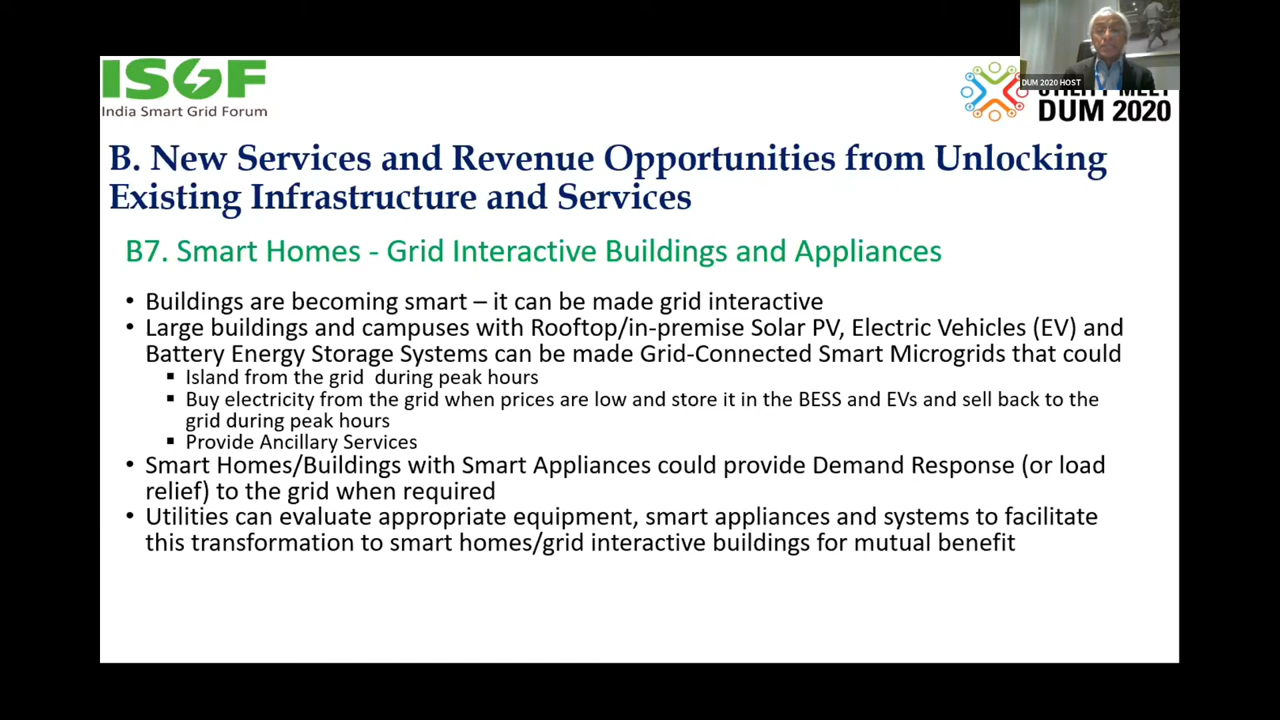 ISGF
India Smart Grid Forum
DUM 2020 HOST
UTILITY MEET
DUM 2020
B. New Services and Revenue Opportunities from Unlocking
Existing Infrastructure and Services
B7. Smart Homes - Grid Interactive Buildings and Appliances
• Buildings are becoming smart – it can be made grid interactive
• Large buildings and campuses with Rooftop/in-premise Solar PV, Electric Vehicles (EV) and
Battery Energy Storage Systems can be made Grid-Connected Smart Microgrids that could
▪ Island from the grid during peak hours
▪ Buy electricity from the grid when prices are low and store it in the BESS and EVs and sell back to the
grid during peak hours
▪ Provide Ancillary Services
• Smart Homes/Buildings with Smart Appliances could provide Demand Response (or load
relief) to the grid when required
• Utilities can evaluate appropriate equipment, smart appliances and systems to facilitate
this transformation to smart homes/grid interactive buildings for mutual benefit